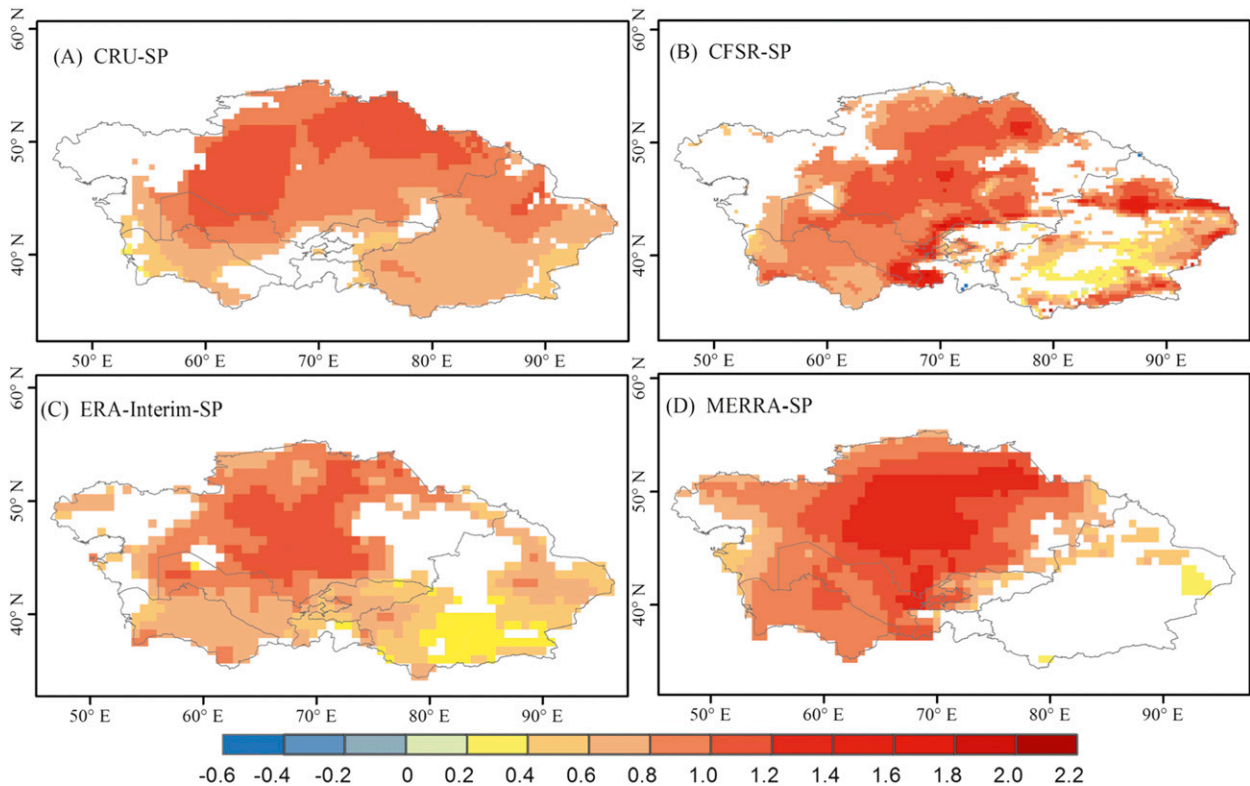 (A) CRU-SP
60° N
50° N
40° N
50° E 60° E 70° E 80° E 90° E
(B) CFSR-SP
60° N
50° N
40° N
50° E 60° E 70° E 80° E 90° E
(C) ERA-Interim-SP
60° N
50° N
40° N
50° E 60° E 70° E 80° E 90° E
(D) MERRA-SP
60° N
50° N
40° N
50° E 60° E 70° E 80° E 90° E
-0.6 -0.4 -0.2 0 0.2 0.4 0.6 0.8 1.0 1.2 1.4 1.6 1.8 2.0 2.2